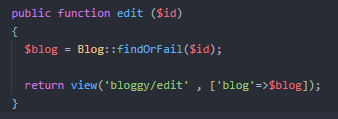 public function edit ($id)
{
$blog = Blog::findOrFail($id);
return view('bloggy/edit' , ['blog'=>$blog]);
}